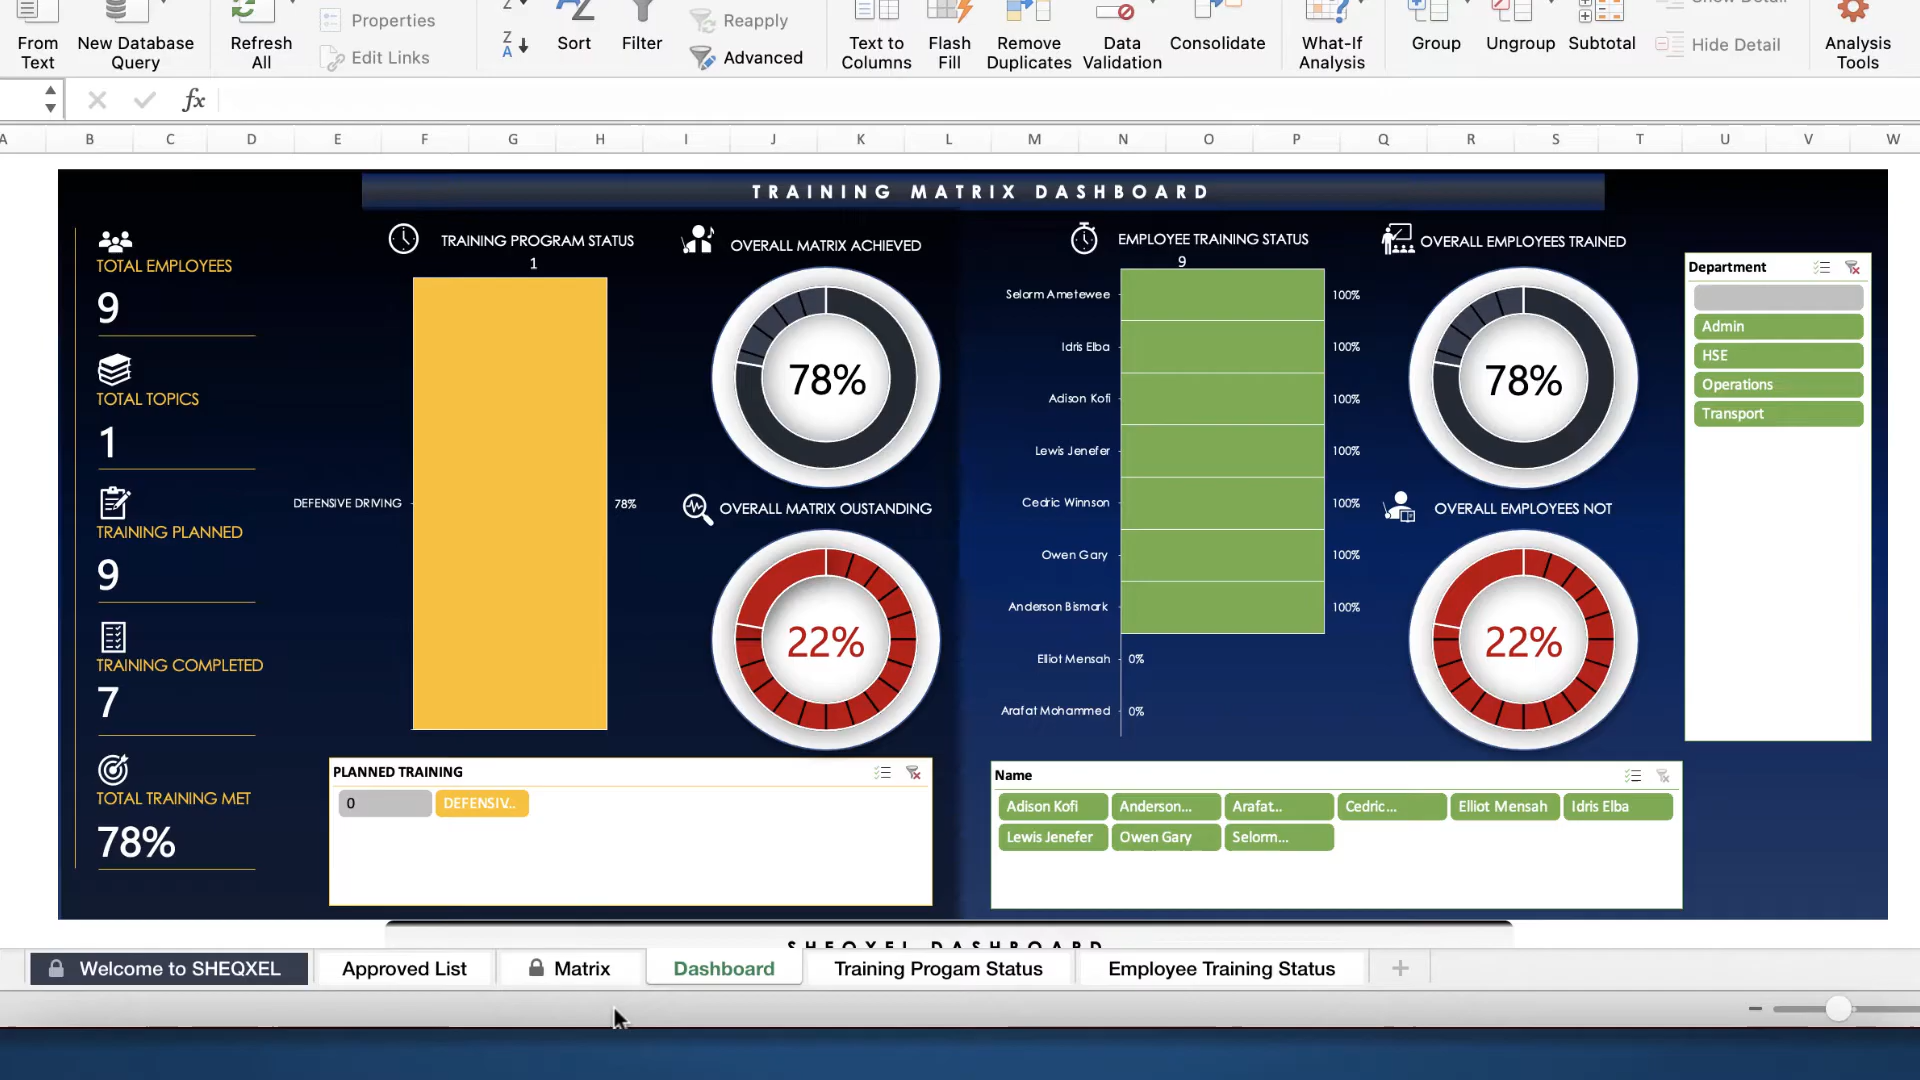 From Text
New Database Query
Refresh All
Properties
Edit Links
Sort
Filter
Reapply
Advanced
Text to Columns
Flash Fill
Remove Duplicates
Data Validation
Consolidate
What-If Analysis
Group
Ungroup
Subtotal
Show Detail
Hide Detail
Analysis Tools
fx
A B C D E F G H I J K L M N O P Q R S T U V W
TRAINING MATRIX DASHBOARD
TOTAL EMPLOYEES
9
TOTAL TOPICS
1
TRAINING PLANNED
9
TRAINING COMPLETED
7
TOTAL TRAINING MET
78%
TRAINING PROGRAM STATUS
1
DEFENSIVE DRIVING
78%
OVERALL MATRIX ACHIEVED
78%
OVERALL MATRIX OUSTANDING
22%
EMPLOYEE TRAINING STATUS
9
Selorm Ametewee 100%
Idris Elba 100%
Adison Kofi 100%
Lewis Jenefer 100%
Cedric Winnson 100%
Owen Gary 100%
Anderson Bismark 100%
Elliot Mensah 0%
Arafat Mohammed 0%
OVERALL EMPLOYEES TRAINED
78%
OVERALL EMPLOYEES NOT
22%
Department
Admin
HSE
Operations
Transport
PLANNED TRAINING
0 DEFENSIV..
Name
Adison Kofi Anderson... Arafat... Cedric... Elliot Mensah Idris Elba
Lewis Jenefer Owen Gary Selorm...
SHEQXEL DASHBOARD
Welcome to SHEQXEL Approved List Matrix Dashboard Training Progam Status Employee Training Status +